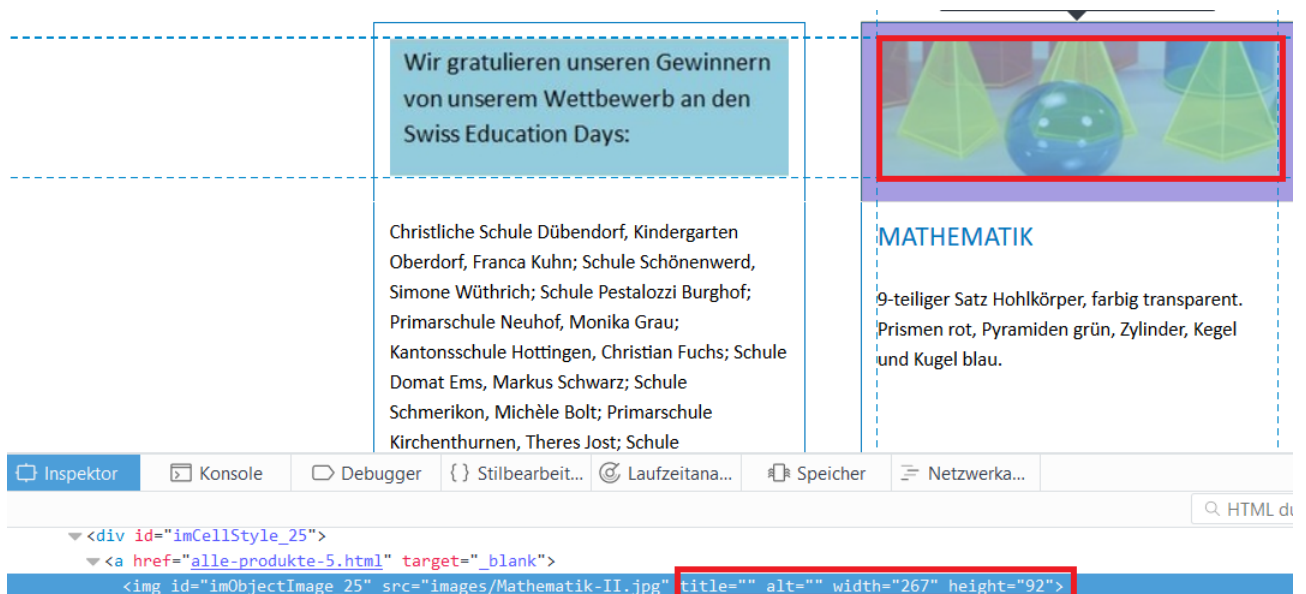 Wir gratulieren unseren Gewinnern
von unserem Wettbewerb an den
Swiss Education Days:
Christliche Schule Dübendorf, Kindergarten
Oberdorf, Franca Kuhn; Schule Schönenwerd,
Simone Wüthrich; Schule Pestalozzi Burghof;
Primarschule Neuhof, Monika Grau;
Kantonsschule Hottingen, Christian Fuchs; Schule
Domat Ems, Markus Schwarz; Schule
Schmerikon, Michèle Bolt; Primarschule
Kirchenthurnen, Theres Jost; Schule
MATHEMATIK
9-teiliger Satz Hohlkörper, farbig transparent.
Prismen rot, Pyramiden grün, Zylinder, Kegel
und Kugel blau.
Inspektor Konsole Debugger {} Stilbearbeit... Laufzeitana... Speicher Netzwerka...
HTML du
<div id="imCellStyle_25">
<a href="alle-produkte-5.html" target="_blank">
<img id="imObjectImage_25" src="images/Mathematik-II.jpg" title="" alt="" width="267" height="92">